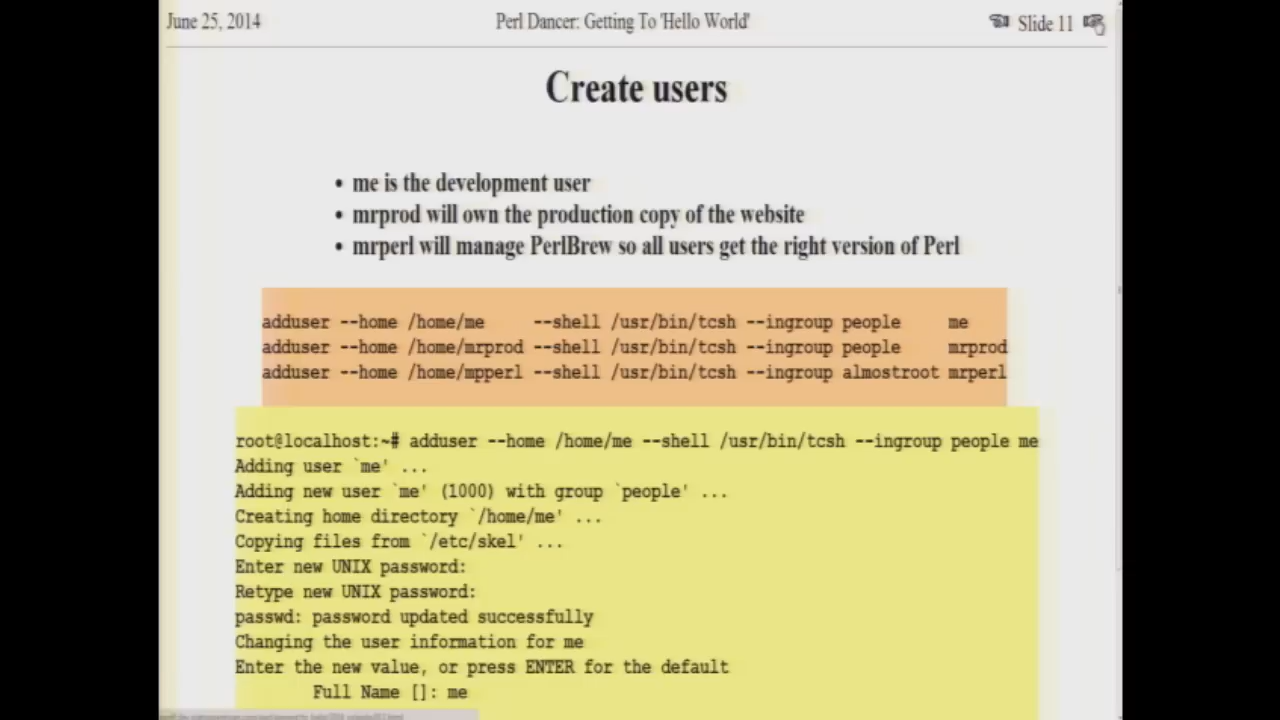 June 25, 2014 Perl Dancer: Getting To 'Hello World' Slide 11
Create users
• me is the development user
• mrprod will own the production copy of the website
• mrperl will manage PerlBrew so all users get the right version of Perl
adduser --home /home/me     --shell /usr/bin/tcsh --ingroup people     me
adduser --home /home/mrprod --shell /usr/bin/tcsh --ingroup people     mrprod
adduser --home /home/mpperl --shell /usr/bin/tcsh --ingroup almostroot mrperl
root@localhost:~# adduser --home /home/me --shell /usr/bin/tcsh --ingroup people me
Adding user `me' ...
Adding new user `me' (1000) with group `people' ...
Creating home directory `/home/me' ...
Copying files from `/etc/skel' ...
Enter new UNIX password:
Retype new UNIX password:
passwd: password updated successfully
Changing the user information for me
Enter the new value, or press ENTER for the default
        Full Name []: me